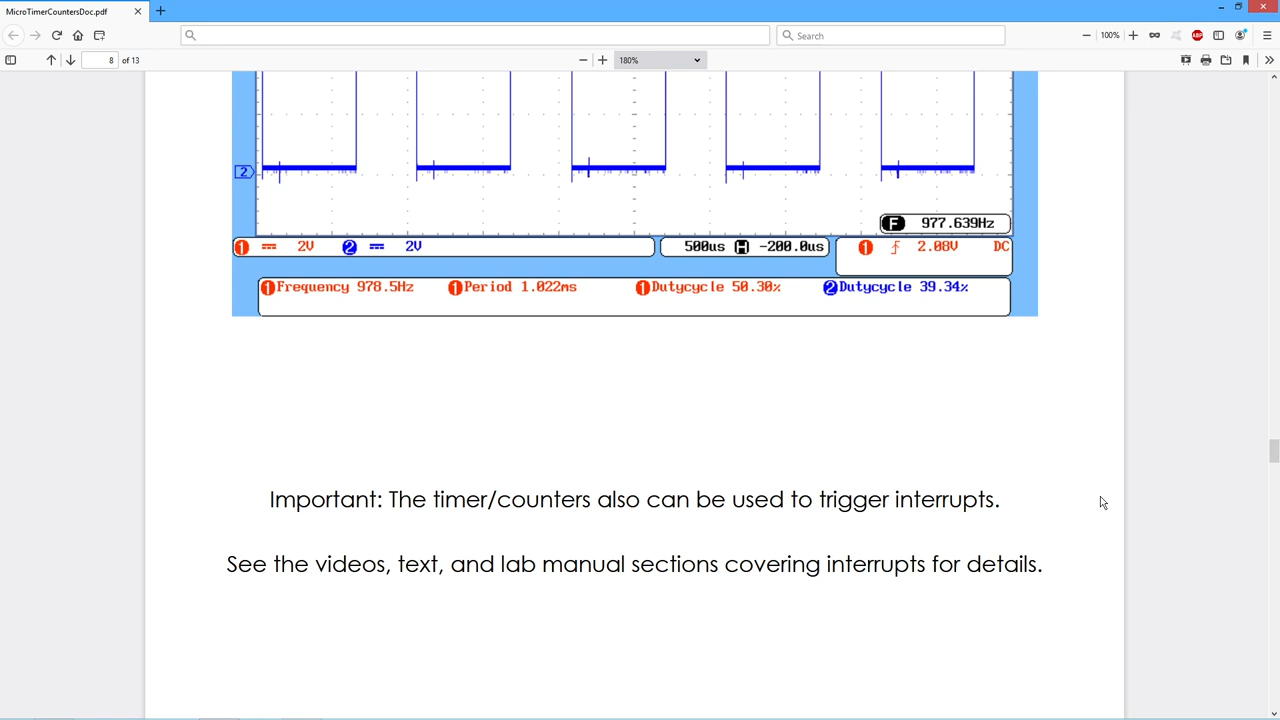 MicroTimerCountersDoc.pdf
100%
Search
8 of 13
180%
2
F 977.639Hz
1 2V 2 2V 500us H -200.0us 1 2.08V DC
1 Frequency 978.5Hz 1 Period 1.022ms 1 Dutycycle 50.30% 2 Dutycycle 39.34%
Important: The timer/counters also can be used to trigger interrupts.
See the videos, text, and lab manual sections covering interrupts for details.